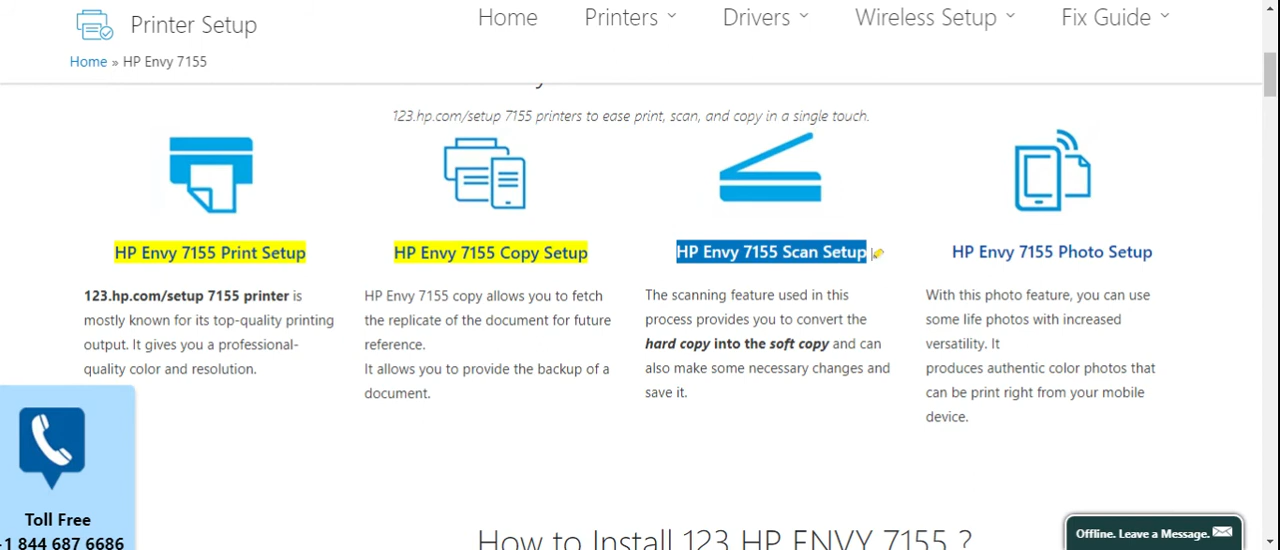 Printer Setup
Home Printers Drivers Wireless Setup Fix Guide
Home » HP Envy 7155
123.hp.com/setup 7155 printers to ease print, scan, and copy in a single touch.
HP Envy 7155 Print Setup
123.hp.com/setup 7155 printer is
mostly known for its top-quality printing
output. It gives you a professional-
quality color and resolution.
HP Envy 7155 Copy Setup
HP Envy 7155 copy allows you to fetch
the replicate of the document for future
reference.
It allows you to provide the backup of a
document.
HP Envy 7155 Scan Setup
The scanning feature used in this
process provides you to convert the
hard copy into the soft copy and can
also make some necessary changes and
save it.
HP Envy 7155 Photo Setup
With this photo feature, you can use
some life photos with increased
versatility. It
produces authentic color photos that
can be print right from your mobile
device.
Toll Free
+1 844 687 6686
How to Install 123 HP ENVY 7155 ?
Offline. Leave a Message.